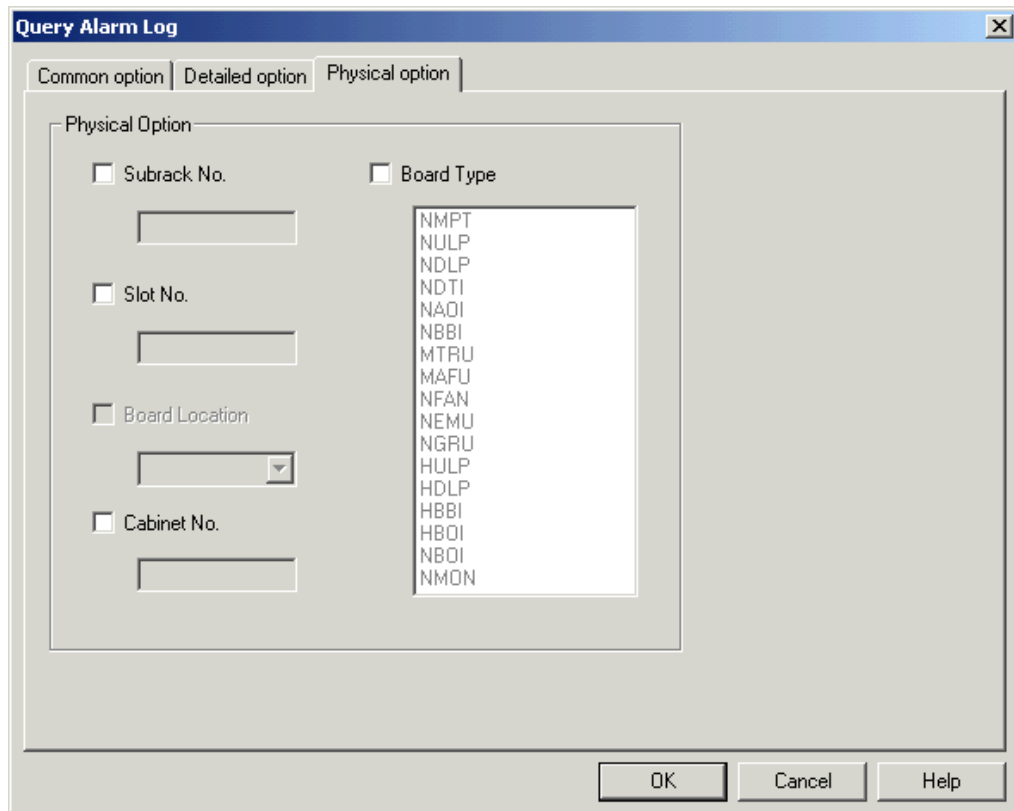 Query Alarm Log
Common option Detailed option Physical option
Physical Option
Subrack No.
Board Type
Slot No.
Board Location
Cabinet No.
NMPT
NULP
NDLP
NDTI
NAOI
NBBI
MTRU
MAFU
NFAN
NEMU
NGRU
HULP
HDLP
HBBI
HBOI
NBOI
NMON
OK Cancel Help